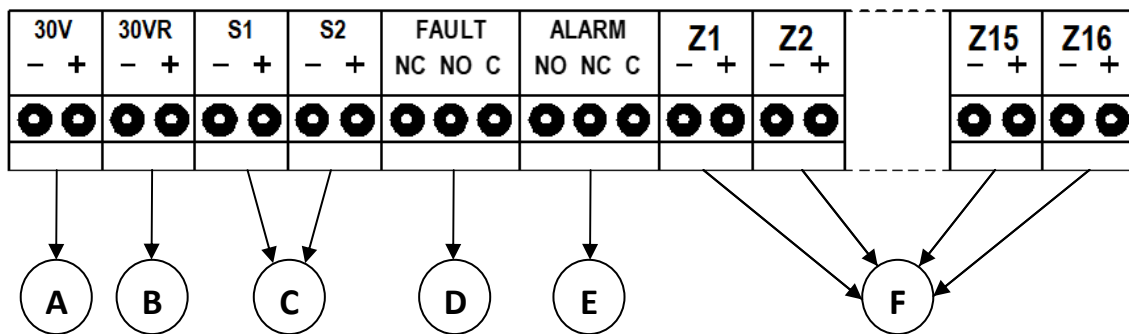 30V 30VR S1 S2 FAULT ALARM Z1 Z2 Z15 Z16
– + – + – + – + NC NO C NO NC C – + – + – + – +
A B C D E F